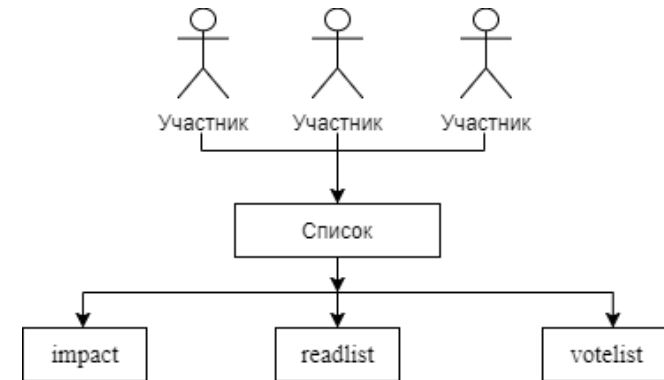 Участник Участник Участник
Список
impact readlist votelist